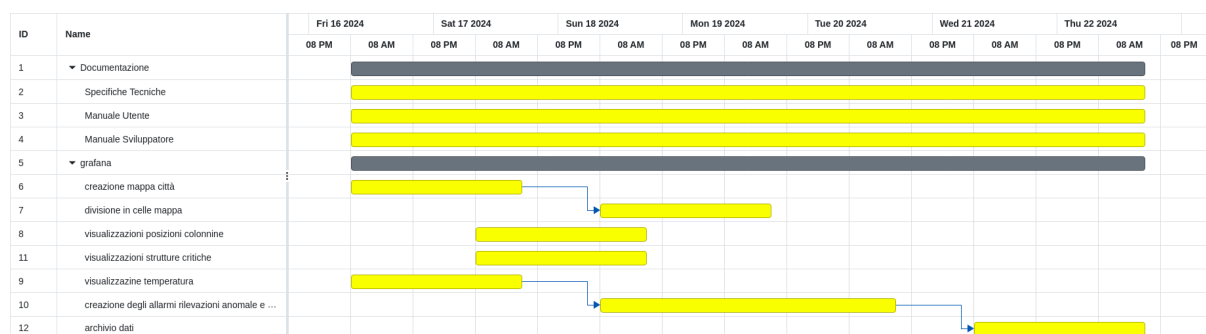 ID Name Fri 16 2024 Sat 17 2024 Sun 18 2024 Mon 19 2024 Tue 20 2024 Wed 21 2024 Thu 22 2024
08 PM 08 AM 08 PM 08 AM 08 PM 08 AM 08 PM 08 AM 08 PM 08 AM 08 PM 08 AM 08 PM 08 AM 08 PM
1 Documentazione
2 Specifiche Tecniche
3 Manuale Utente
4 Manuale Sviluppatore
5 grafana
6 creazione mappa città
7 divisione in celle mappa
8 visualizzazioni posizioni colonnine
11 visualizzazioni strutture critiche
9 visualizzazine temperatura
10 creazione degli allarmi rilevazioni anomale e ...
12 archivio dati